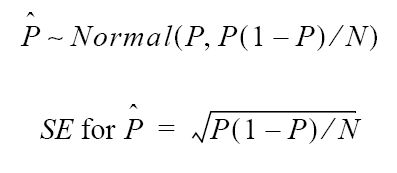 P̂ ~ Normal(P, P(1 – P)/N)
SE for P̂ = √P(1 – P)/N